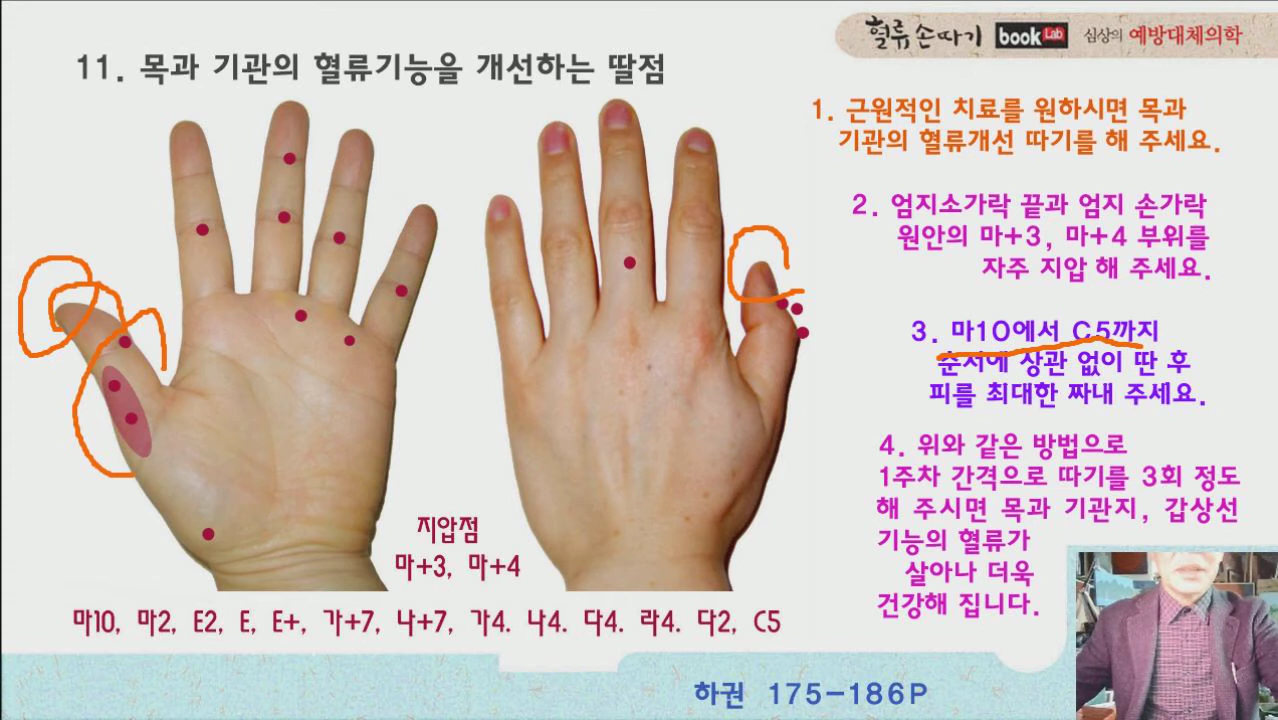 혈류 손따기 book Lab 심상의 예방대체의학
11. 목과 기관의 혈류기능을 개선하는 딸점
1. 근원적인 치료를 원하시면 목과
기관의 혈류개선 따기를 해 주세요.
2. 엄지소가락 끝과 엄지 손가락
원안의 마+3, 마+4 부위를
자주 지압 해 주세요.
3. 마10에서 C5까지
순서에 상관 없이 딴 후
피를 최대한 짜내 주세요.
4. 위와 같은 방법으로
1주차 간격으로 따기를 3회 정도
해 주시면 목과 기관지, 갑상선
기능의 혈류가
살아나 더욱
건강해 집니다.
지압점
마+3, 마+4
마10, 마2, E2, E, E+, 가+7, 나+7, 가4. 나4. 다4. 라4. 다2, C5
하권 175-186P